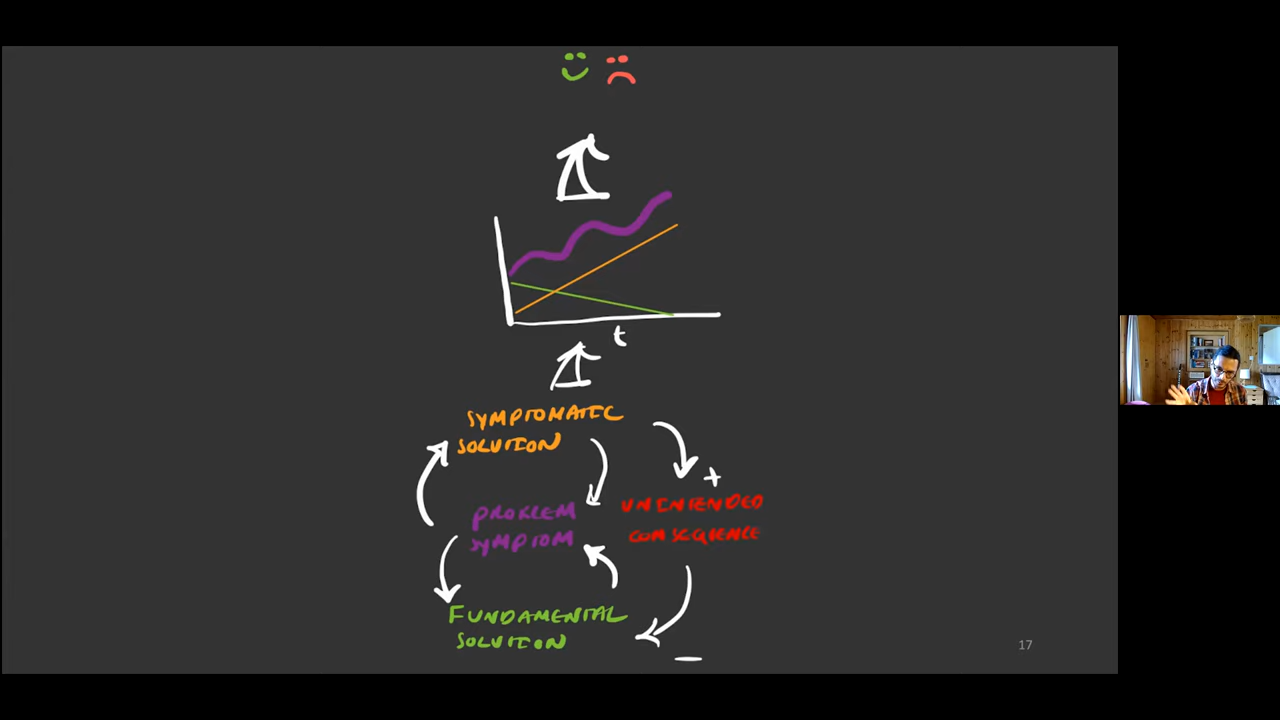 t
SYMPTOMATIC
SOLUTION
+
PROBLEM
SYMPTOM
UNINTENDED
CONSEQUENCE
FUNDAMENTAL
SOLUTION
−
17